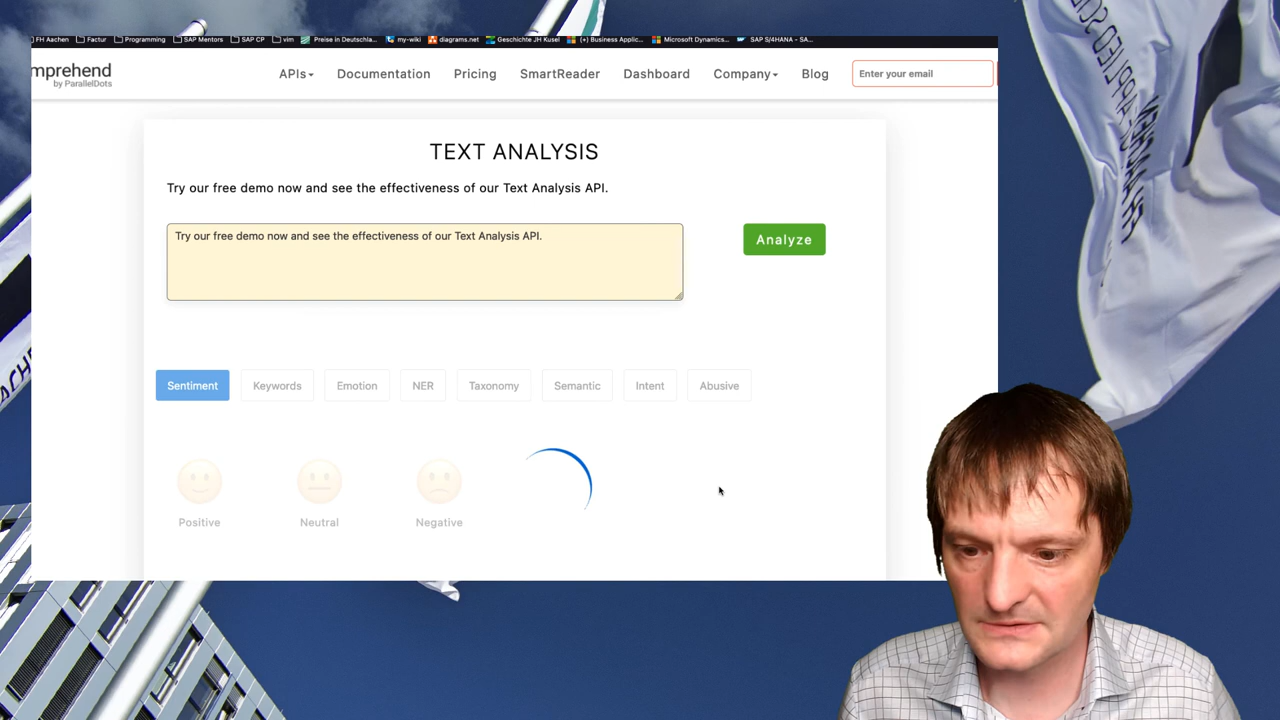 FH Aachen Factur Programming SAP Mentors SAP CP vim Preise in Deutschla... my-wiki diagrams.net Geschichte JH Kusel (+) Business Applic... Microsoft Dynamics... SAP S/4HANA - SA...
mprehend
by ParallelDots
APIs Documentation Pricing SmartReader Dashboard Company Blog Enter your email
TEXT ANALYSIS
Try our free demo now and see the effectiveness of our Text Analysis API.
Try our free demo now and see the effectiveness of our Text Analysis API.
Analyze
Sentiment Keywords Emotion NER Taxonomy Semantic Intent Abusive
Positive Neutral Negative
FH AACHEN